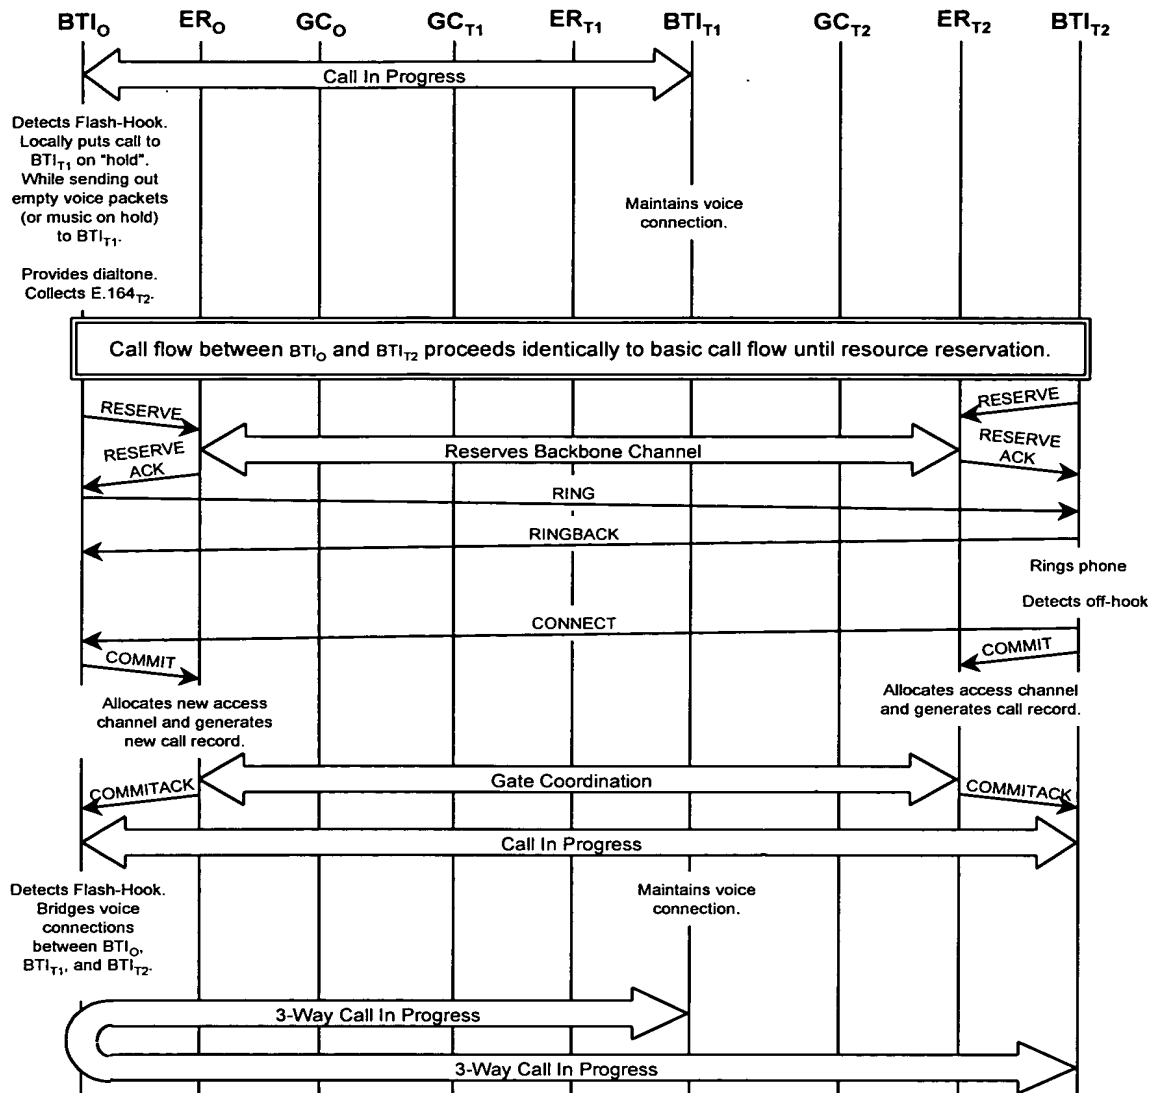 BTIO ERO GCO GCT1 ERT1 BTIT1 GCT2 ERT2 BTIT2
Call In Progress
Detects Flash-Hook.
Locally puts call to
BTIT1 on "hold".
While sending out
empty voice packets
(or music on hold)
to BTIT1.
Maintains voice
connection.
Provides dialtone.
Collects E.164T2.
Call flow between BTIO and BTIT2 proceeds identically to basic call flow until resource reservation.
RESERVE
RESERVE
RESERVE
ACK
Reserves Backbone Channel
RESERVE
ACK
RING
RINGBACK
Rings phone
Detects off-hook
CONNECT
COMMIT
COMMIT
Allocates new access
channel and generates
new call record.
Allocates access channel
and generates call record.
Gate Coordination
COMMITACK
COMMITACK
Call In Progress
Detects Flash-Hook.
Bridges voice
connections
between BTIO,
BTIT1, and BTIT2.
Maintains voice
connection.
3-Way Call In Progress
3-Way Call In Progress